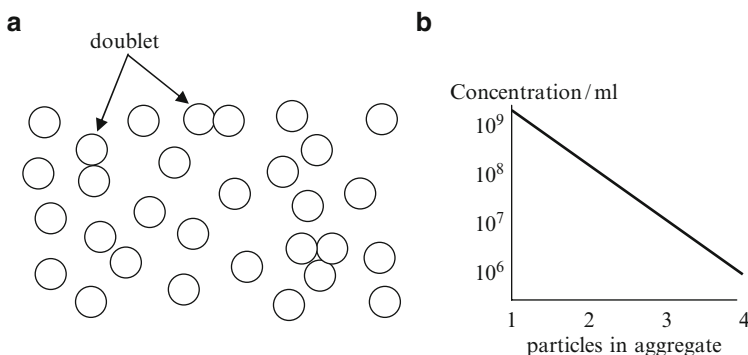 a
doublet
b
Concentration/ml
10⁹
10⁸
10⁷
10⁶
1 2 3 4
particles in aggregate